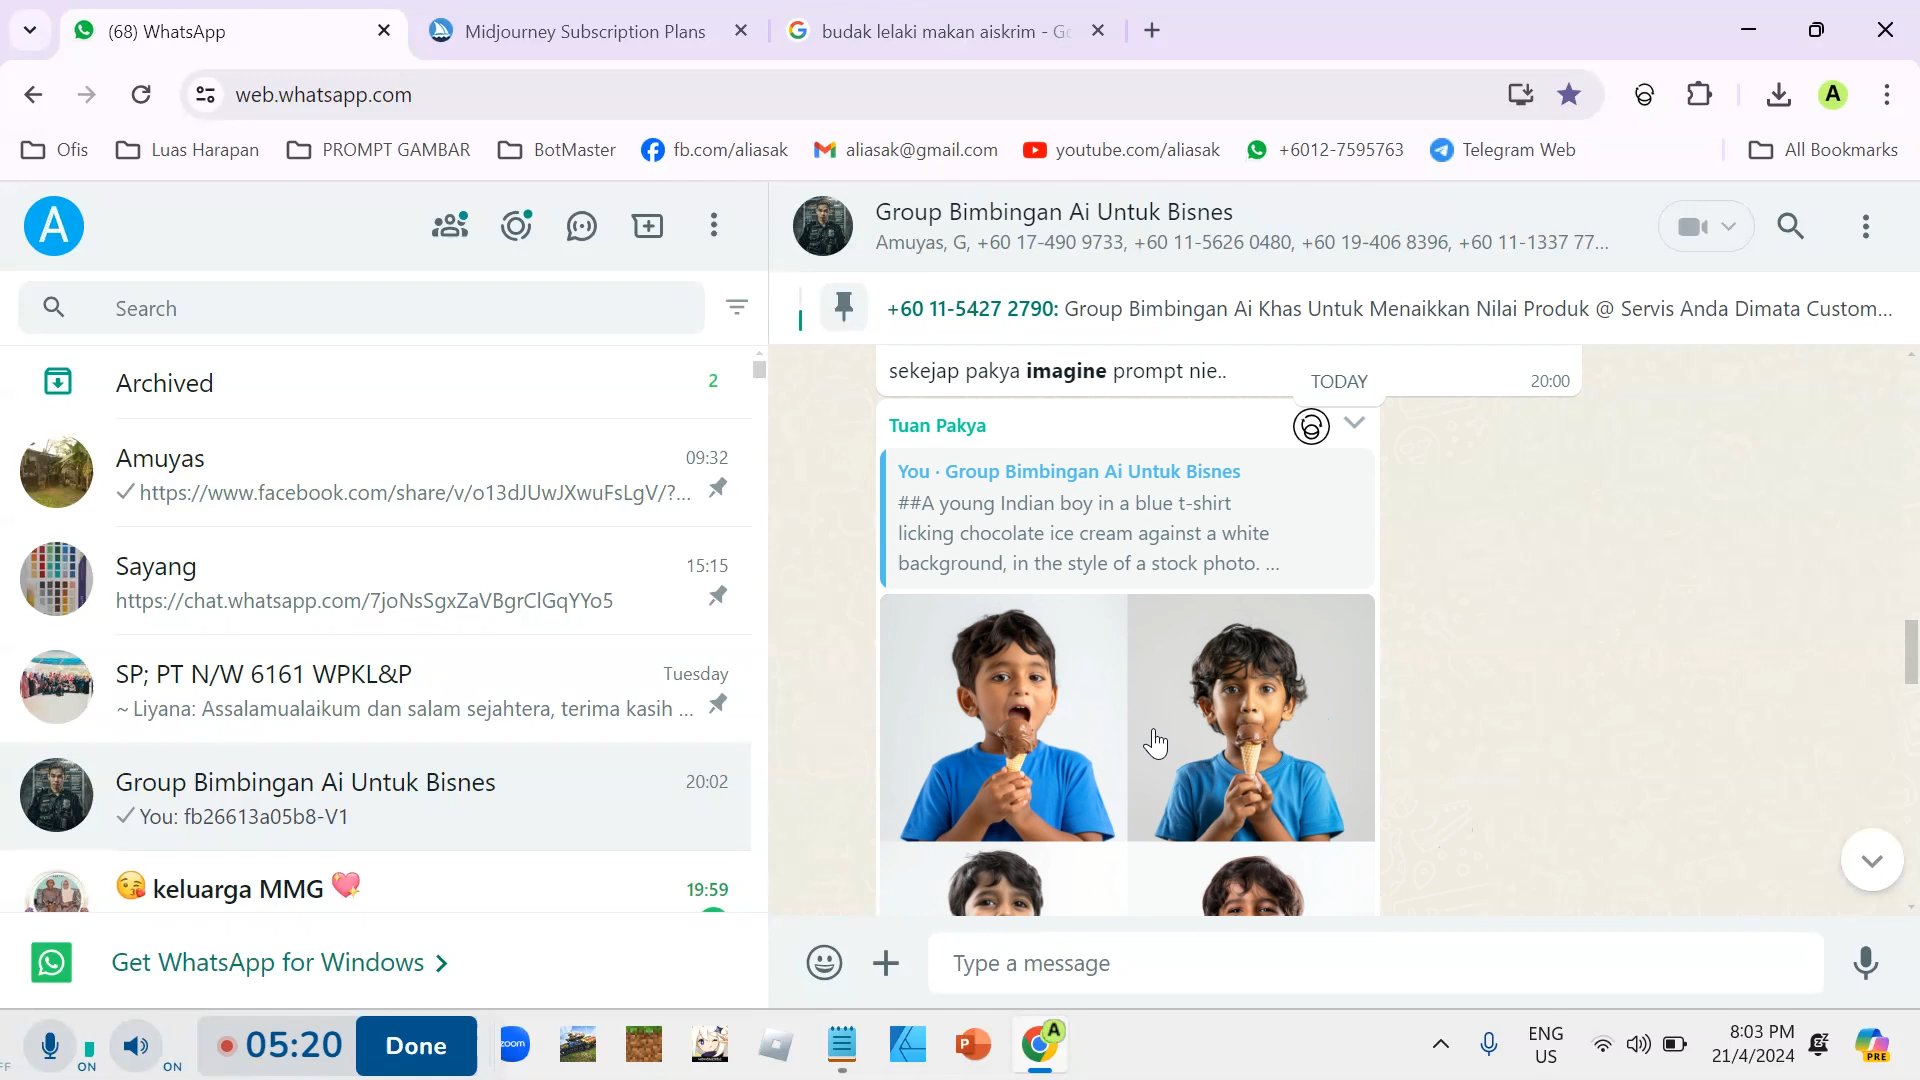 (68) WhatsApp
Midjourney Subscription Plans
budak lelaki makan aiskrim - Go
web.whatsapp.com
A
Ofis
Luas Harapan
PROMPT GAMBAR
BotMaster
fb.com/aliasak
aliasak@gmail.com
youtube.com/aliasak
+6012-7595763
Telegram Web
All Bookmarks
A
Search
Archived
2
Amuyas
09:32
https://www.facebook.com/share/v/o13dJUwJXwuFsLgV/?...
Sayang
15:15
https://chat.whatsapp.com/7joNsSgxZaVBgrClGqYYo5
SP; PT N/W 6161 WPKL&P
Tuesday
~ Liyana: Assalamualaikum dan salam sejahtera, terima kasih ...
Group Bimbingan Ai Untuk Bisnes
20:02
You: fb26613a05b8-V1
keluarga MMG
19:59
Get WhatsApp for Windows
Group Bimbingan Ai Untuk Bisnes
Amuyas, G, +60 17-490 9733, +60 11-5626 0480, +60 19-406 8396, +60 11-1337 77...
+60 11-5427 2790: Group Bimbingan Ai Khas Untuk Menaikkan Nilai Produk @ Servis Anda Dimata Custom...
sekejap pakya imagine prompt nie..
20:00
TODAY
Tuan Pakya
You · Group Bimbingan Ai Untuk Bisnes
##A young Indian boy in a blue t-shirt
licking chocolate ice cream against a white
background, in the style of a stock photo. ...
Type a message
ON
ON
05:20
Done
zoom
A
ENG
US
8:03 PM
21/4/2024
PRE